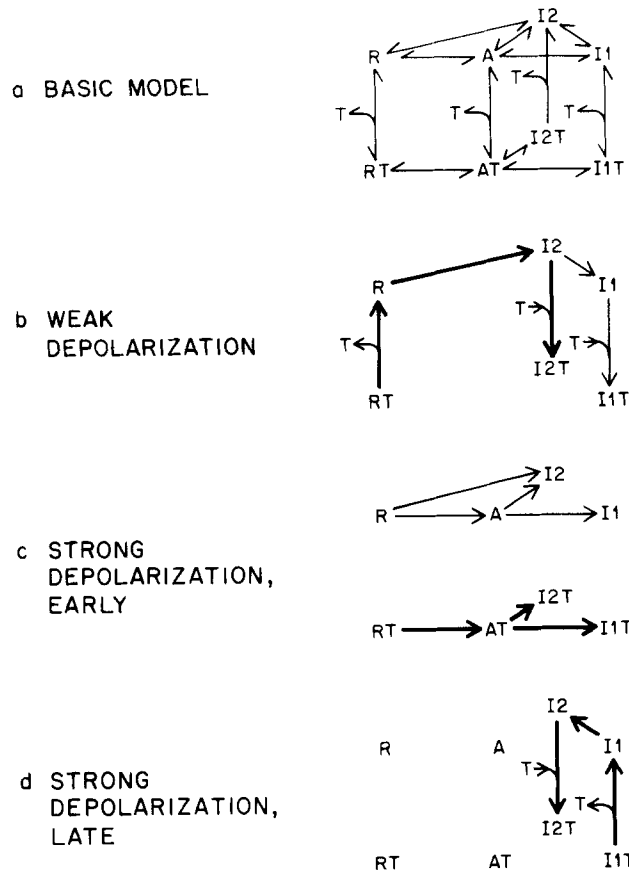 I2
R A I1
a BASIC MODEL
T T T T
I2T
RT AT I1T
I2
R I1
b WEAK
DEPOLARIZATION
T T T
I2T
RT I1T
I2
R A I1
c STRONG
DEPOLARIZATION,
EARLY
I2T
RT AT I1T
I2
R A I1
d STRONG
DEPOLARIZATION,
LATE
T T
I2T
RT AT I1T